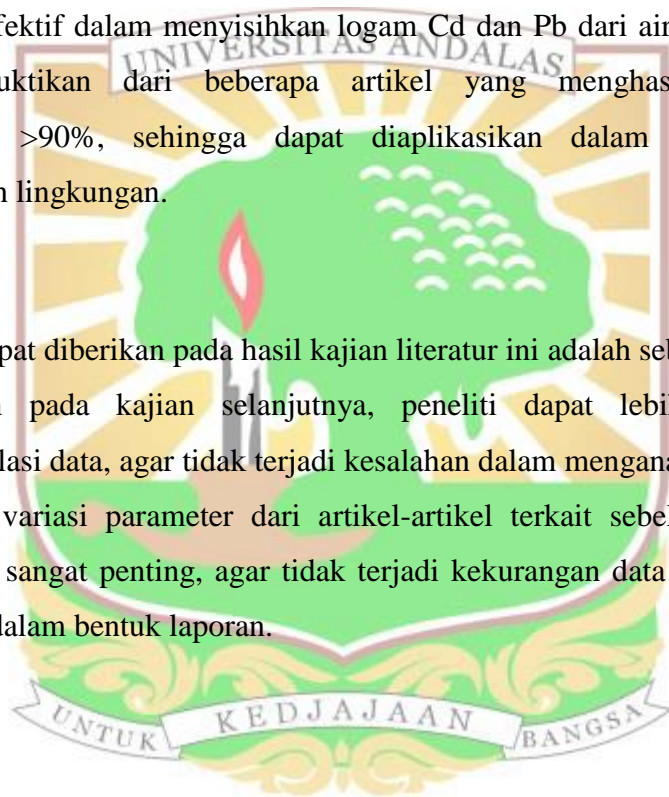 fektif dalam menyisihkan logam Cd dan Pb dari air
UNIVERSITAS ANDALAS
uktikan dari beberapa artikel yang menghas
>90%, sehingga dapat diaplikasikan dalam
n lingkungan.
pat diberikan pada hasil kajian literatur ini adalah seb
pada kajian selanjutnya, peneliti dapat lebi
lasi data, agar tidak terjadi kesalahan dalam mengana
variasi parameter dari artikel-artikel terkait sebel
sangat penting, agar tidak terjadi kekurangan data
dalam bentuk laporan.
UNTUK KEDJAJAAN BANGSA